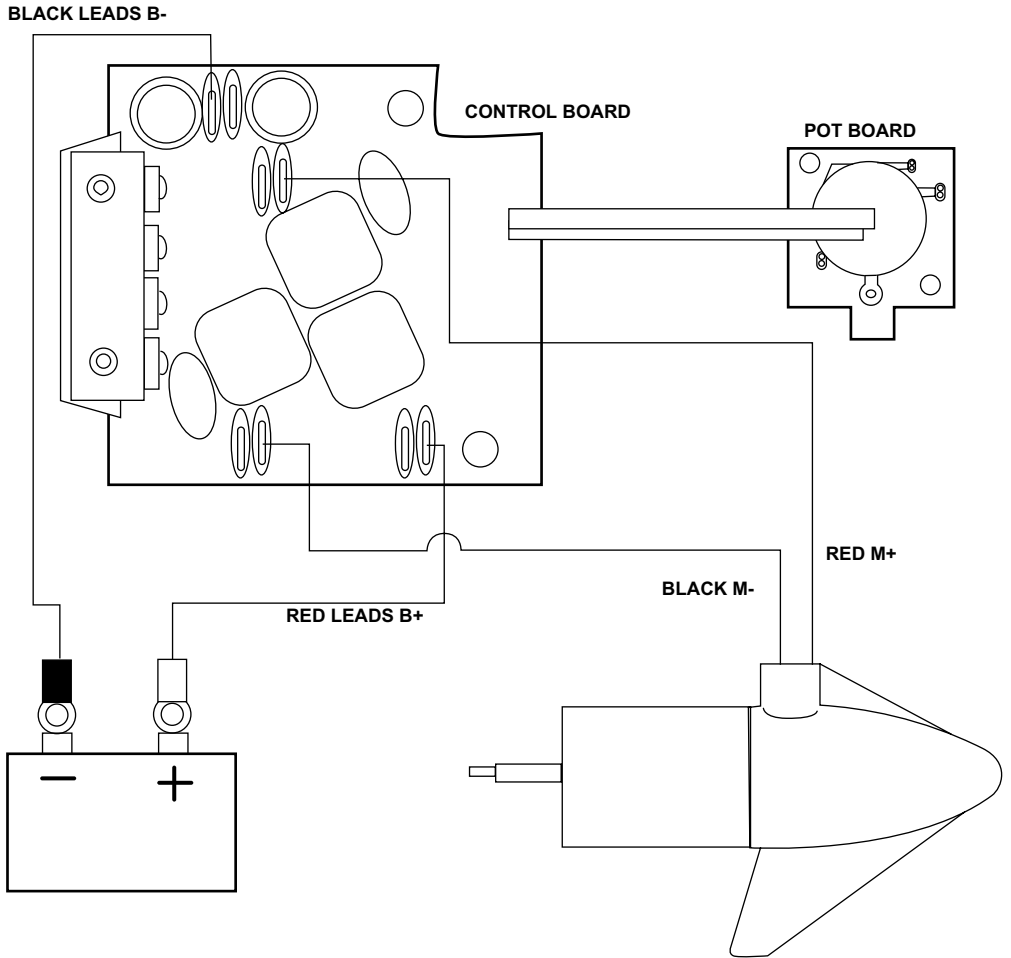 BLACK LEADS B-
CONTROL BOARD
POT BOARD
RED M+
BLACK M-
RED LEADS B+
− +